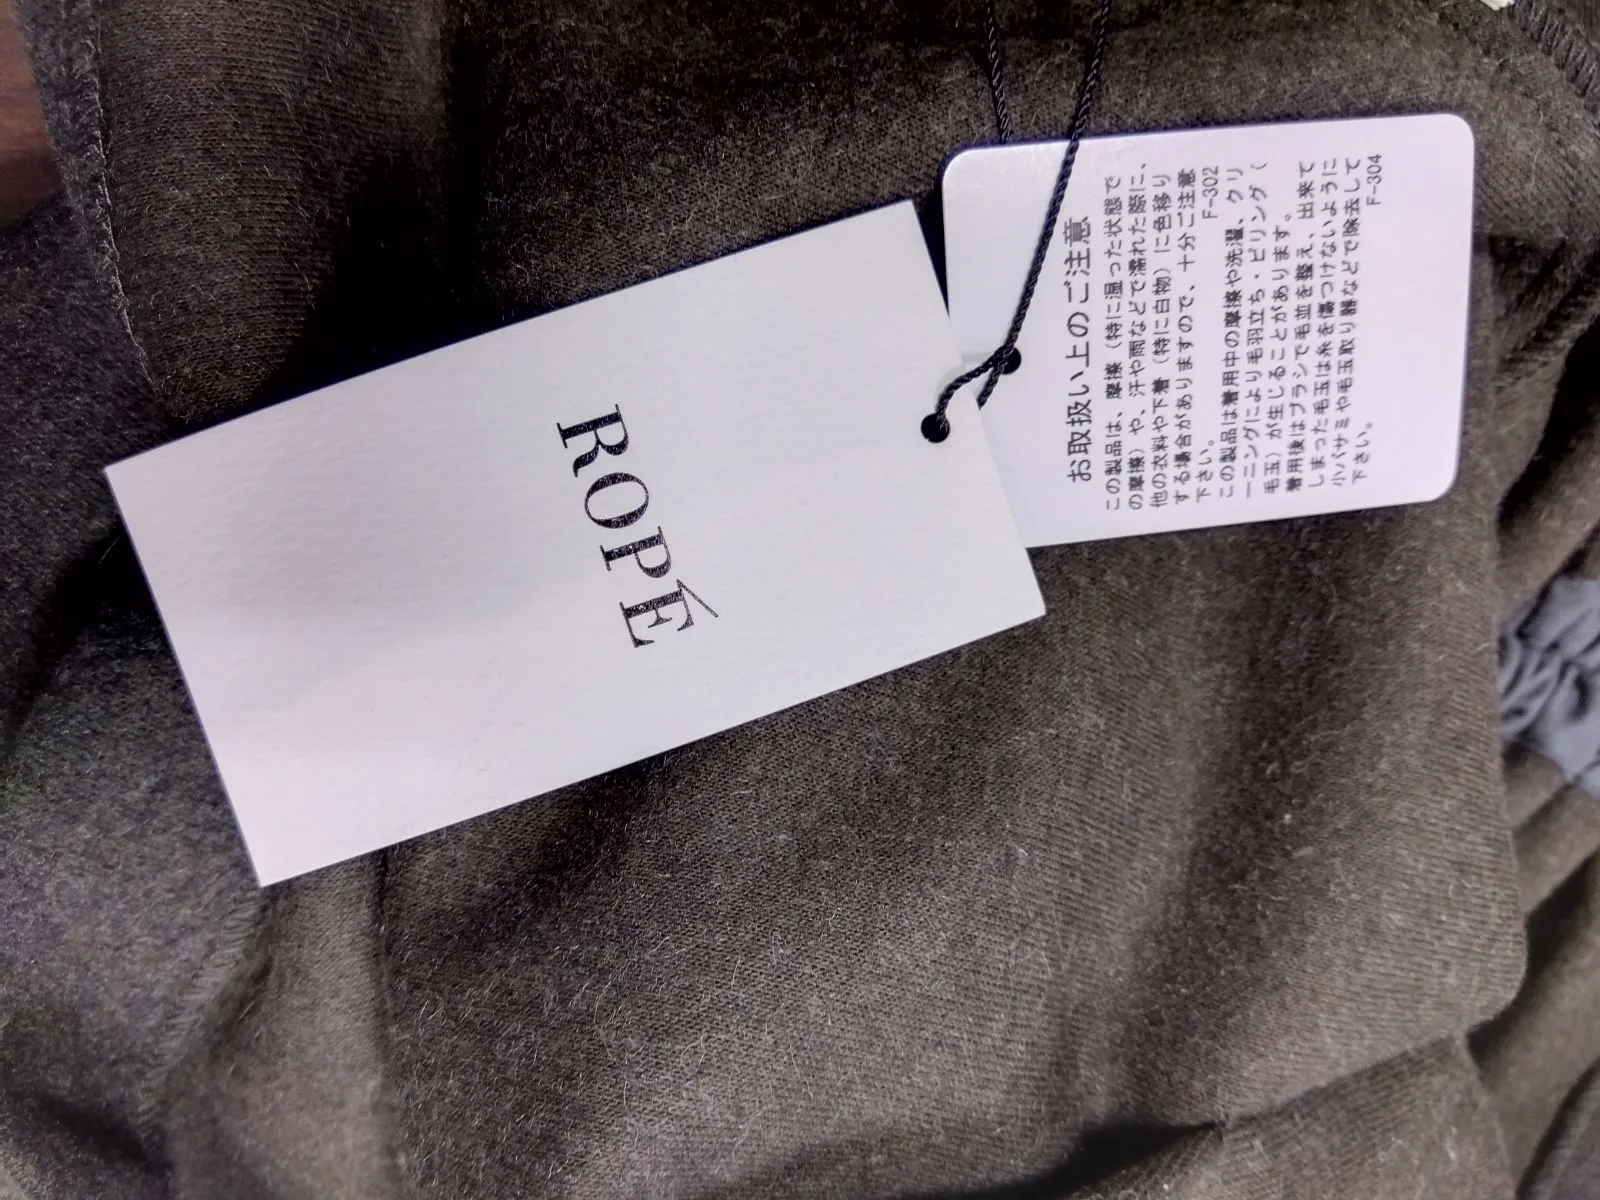 ROPÉ
お取扱い上のご注意
この製品は、摩擦（特に湿った状態で
の摩擦）や、汗や雨などで濡れた際に、
他の衣料や下着（特に白物）に色移り
する場合がありますので、十分ご注意
下さい。 F-302
この製品は着用中の摩擦や洗濯、クリ
ーニングにより毛羽立ち・ピリング（
毛玉）が生じることがあります。
着用後はブラシで毛並を整え、出来て
しまった毛玉は糸を傷つけないように
小バサミや毛玉取り器などで除去して
下さい。 F-304